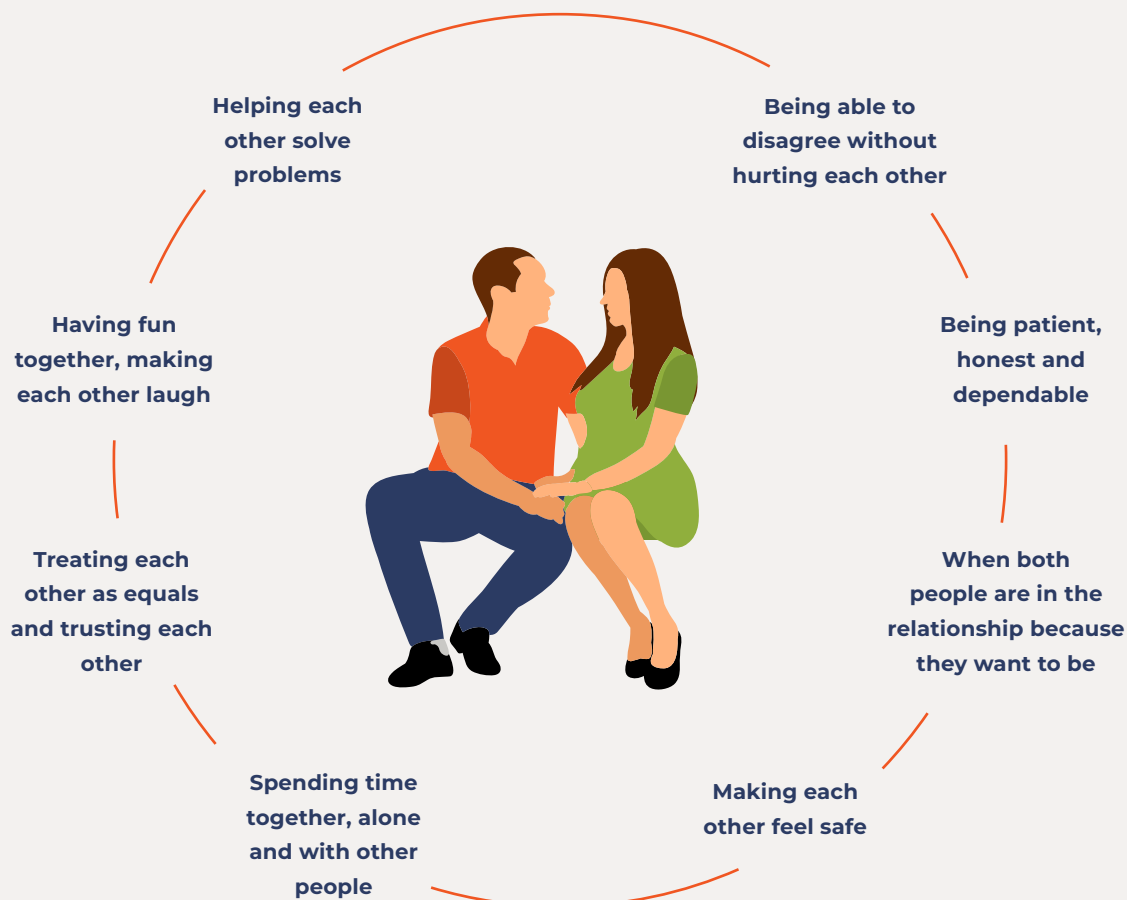 Helping each
other solve
problems
Being able to
disagree without
hurting each other
Having fun
together, making
each other laugh
Being patient,
honest and
dependable
Treating each
other as equals
and trusting each
other
When both
people are in the
relationship because
they want to be
Spending time
together, alone
and with other
people
Making each
other feel safe